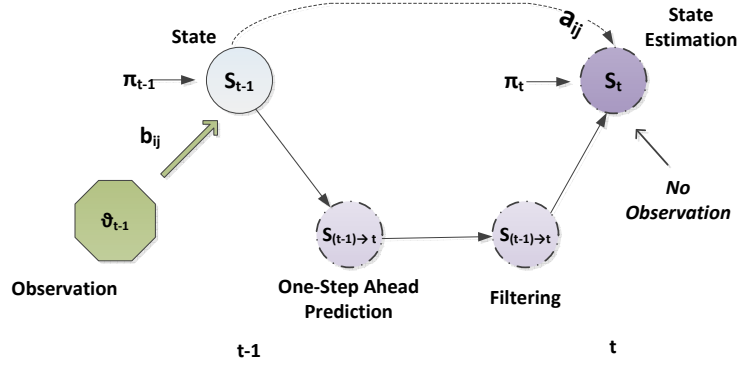 State
State
Estimation
a_ij
π_t-1
S_t-1
π_t
S_t
b_ij
ϑ_t-1
No
Observation
S_(t-1)→ t
S_(t-1)→ t
Observation
One-Step Ahead
Prediction
Filtering
t-1
t